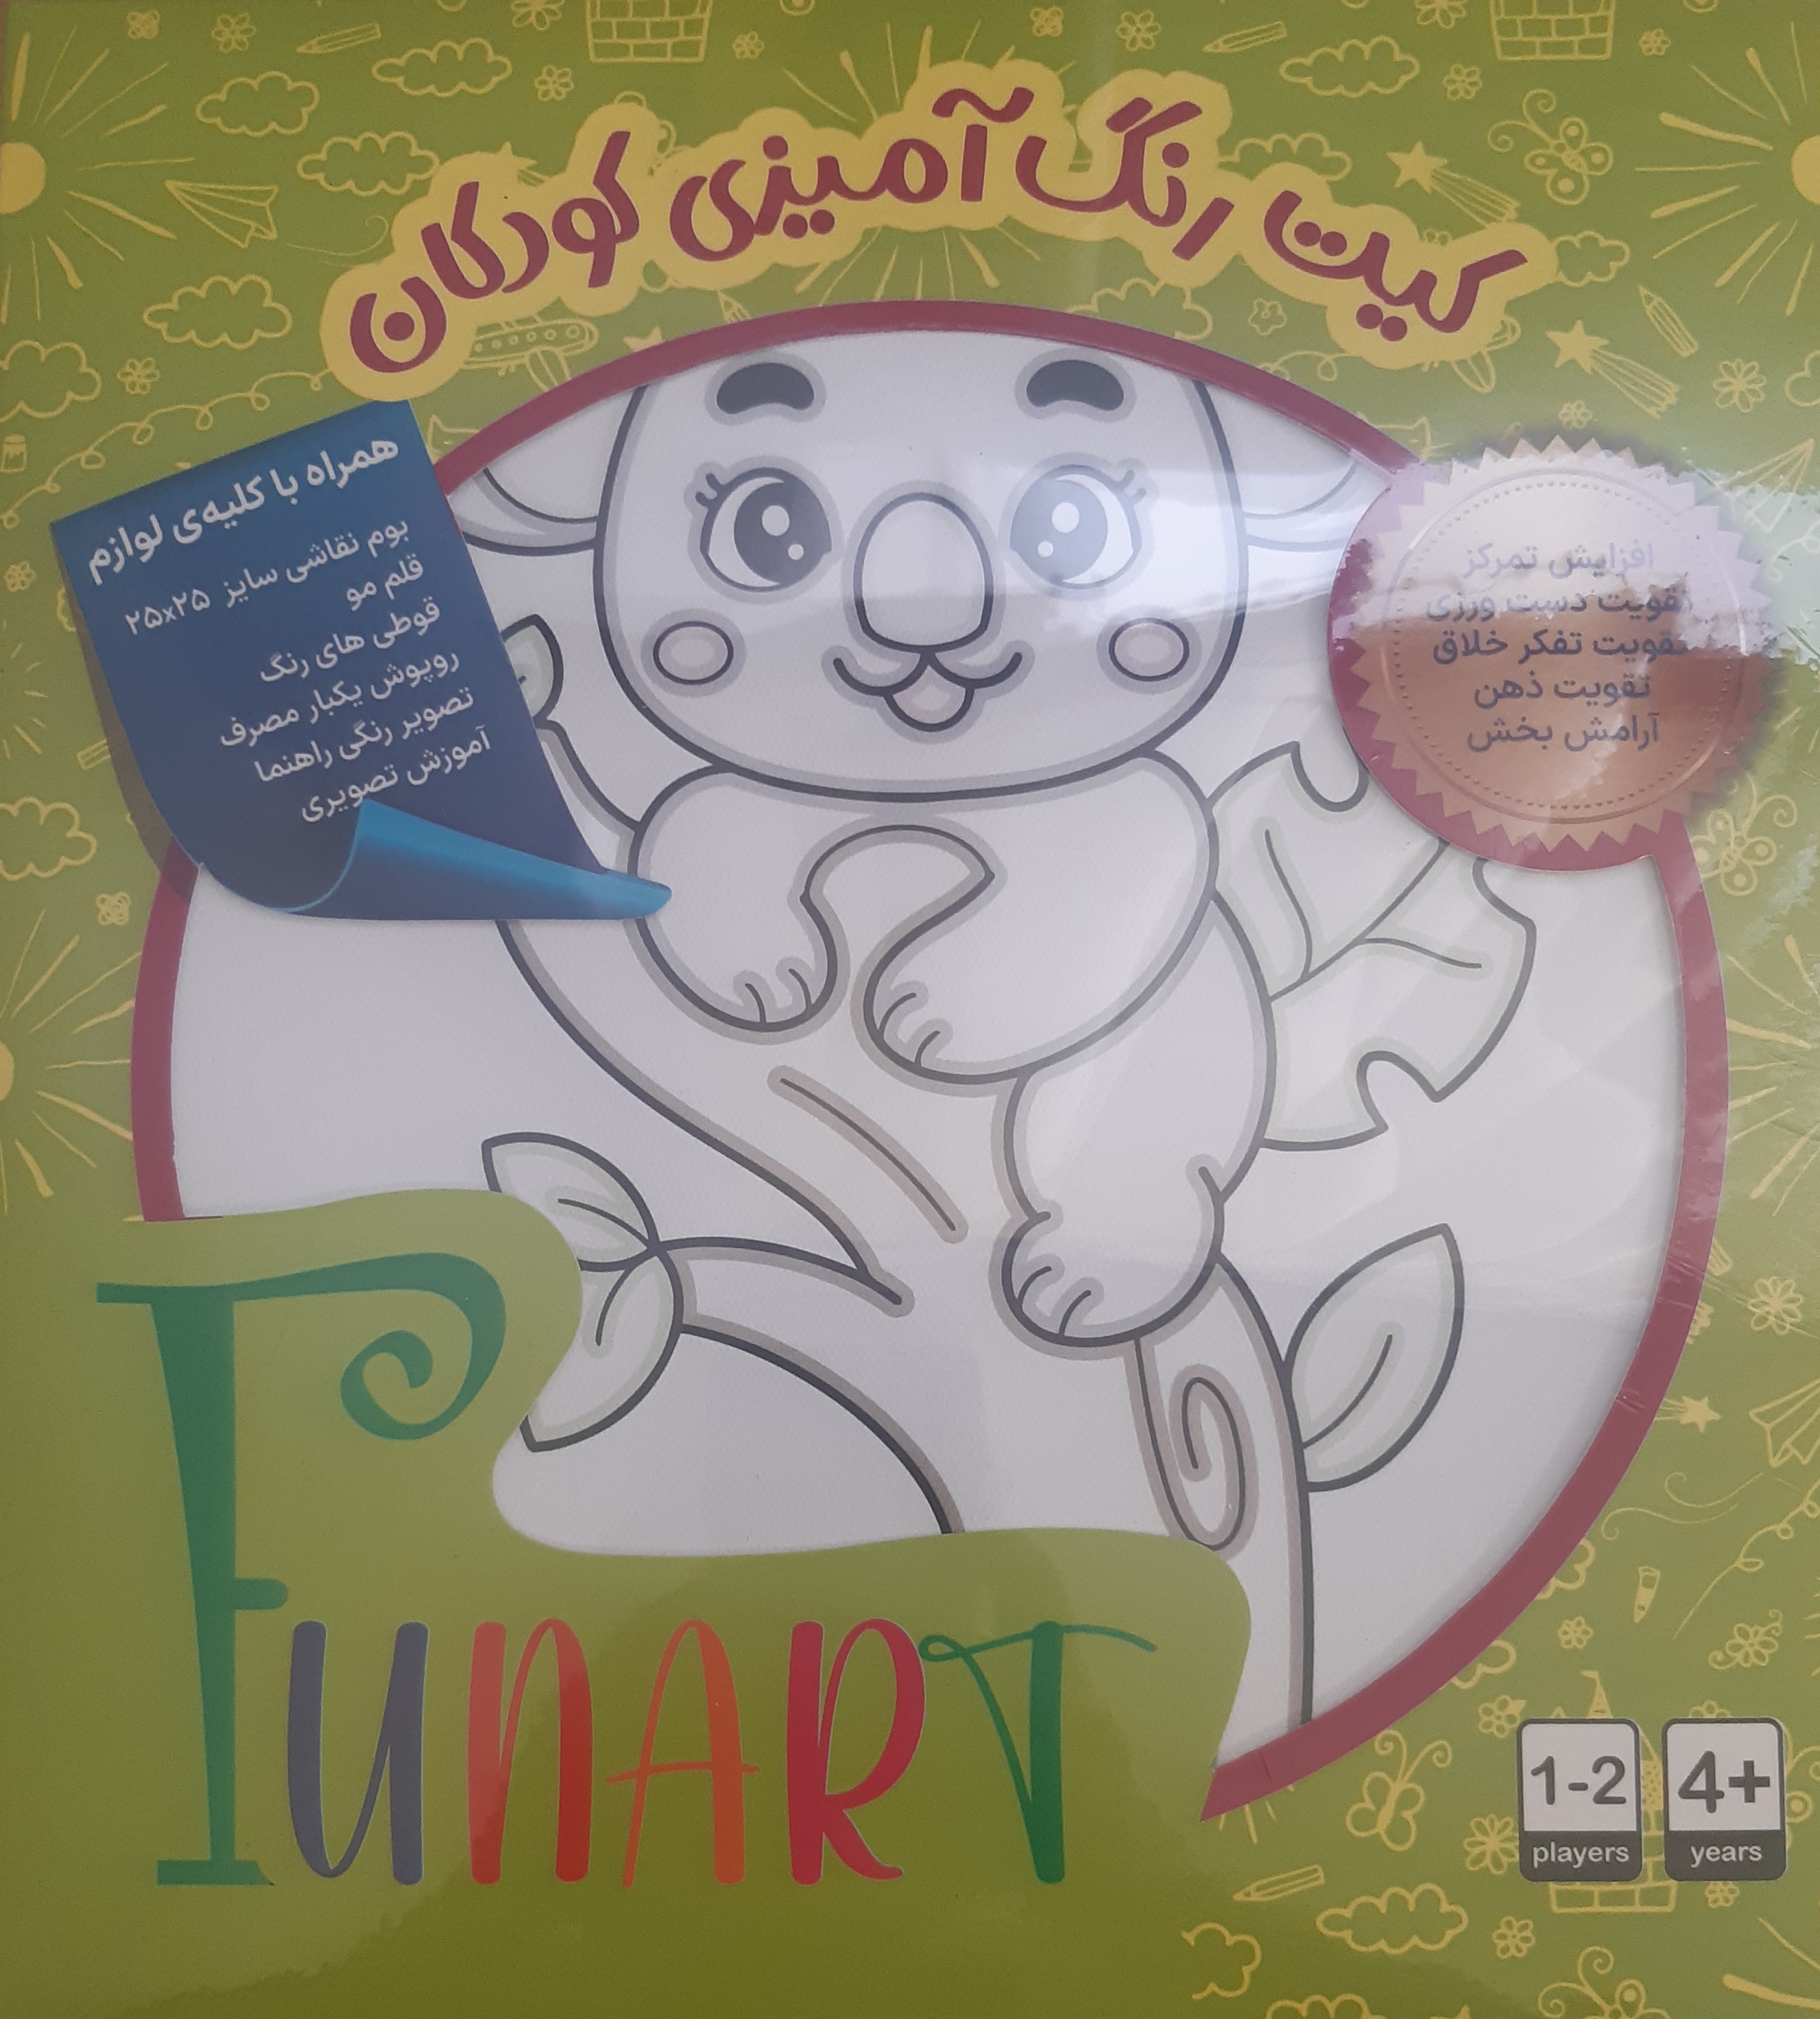 کیت رنگ آمیزی کودکان
همراه با کلیه‌ی لوازم
بوم نقاشی سایز ۲۵x۲۵
قلم مو
قوطی های رنگ
روپوش یکبار مصرف
تصویر رنگی راهنما
آموزش تصویری
افزایش تمرکز
تقویت دست ورزی
تقویت تفکر خلاق
تقویت ذهن
آرامش بخش
FUNART
1-2
players
4+
years